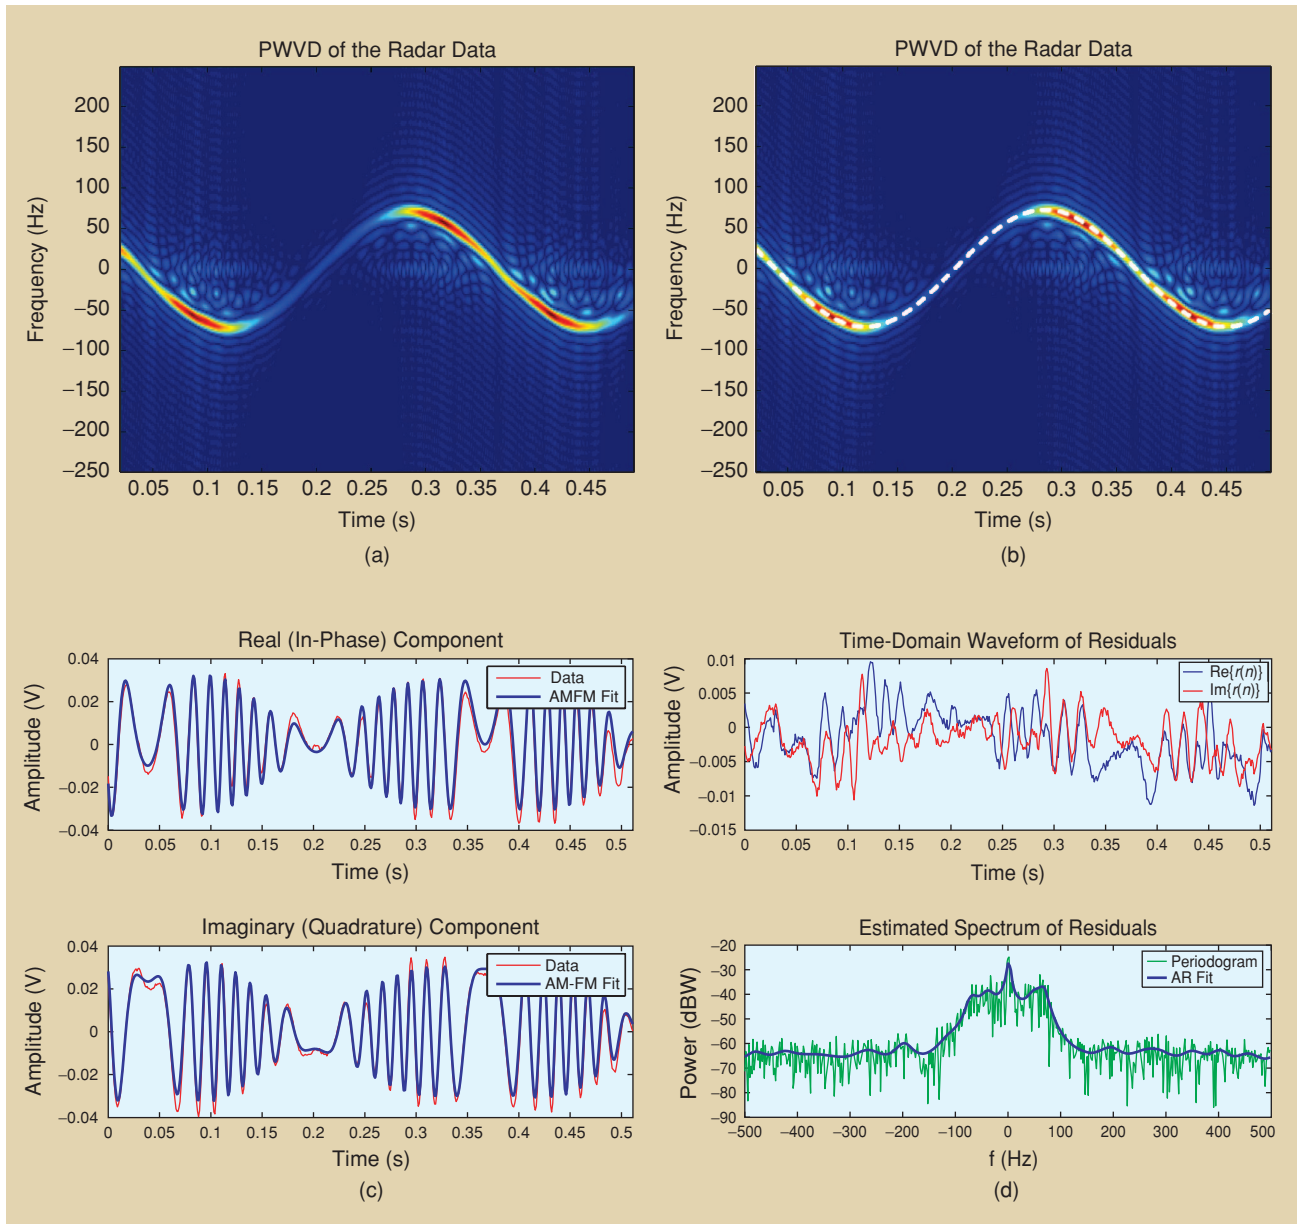 PWVD of the Radar Data
Frequency (Hz)
200
150
100
50
0
−50
−100
−150
−200
−250
0.05 0.1 0.15 0.2 0.25 0.3 0.35 0.4 0.45
Time (s)
(a)
PWVD of the Radar Data
Frequency (Hz)
200
150
100
50
0
−50
−100
−150
−200
−250
0.05 0.1 0.15 0.2 0.25 0.3 0.35 0.4 0.45
Time (s)
(b)
Real (In-Phase) Component
Amplitude (V)
0.04
0.02
0
−0.02
−0.04
Data
AMFM Fit
0 0.05 0.1 0.15 0.2 0.25 0.3 0.35 0.4 0.45 0.5
Time (s)
Imaginary (Quadrature) Component
Amplitude (V)
0.04
0.02
0
−0.02
−0.04
Data
AM-FM Fit
0 0.05 0.1 0.15 0.2 0.25 0.3 0.35 0.4 0.45 0.5
Time (s)
(c)
Time-Domain Waveform of Residuals
Amplitude (V)
0.01
0.005
0
−0.005
−0.01
−0.015
Re{r(n)}
Im{r(n)}
0 0.05 0.1 0.15 0.2 0.25 0.3 0.35 0.4 0.45 0.5
Time (s)
Estimated Spectrum of Residuals
Power (dBW)
−20
−30
−40
−50
−60
−70
−80
−90
Periodogram
AR Fit
−500 −400 −300 −200 −100 0 100 200 300 400 500
f (Hz)
(d)